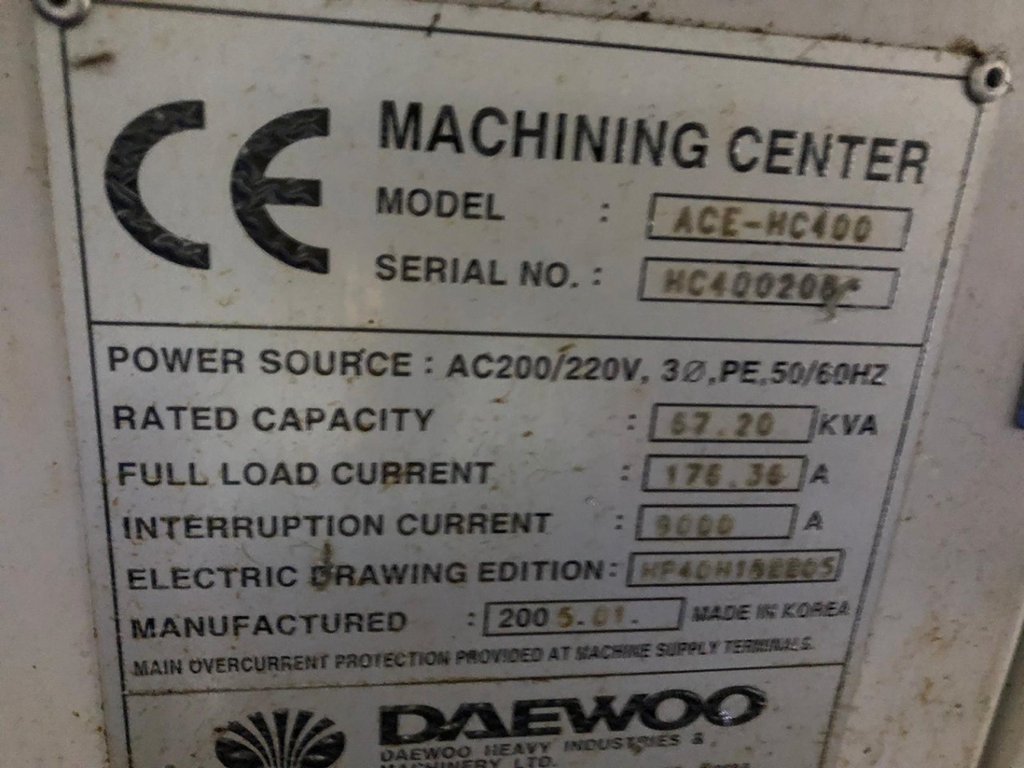 CE
MACHINING CENTER
MODEL : ACE-HC400
SERIAL NO. :
POWER SOURCE : AC200/220V, 3Ø,PE,50/60HZ
RATED CAPACITY : 67.20 KVA
FULL LOAD CURRENT : 176.36 A
INTERRUPTION CURRENT : 9000 A
ELECTRIC DRAWING EDITION:
MANUFACTURED : 2005.01. MADE IN KOREA
MAIN OVERCURRENT PROTECTION PROVIDED AT MACHINE SUPPLY TERMINALS.
DAEWOO
DAEWOO HEAVY INDUSTRIES &
MACHINERY LTD.